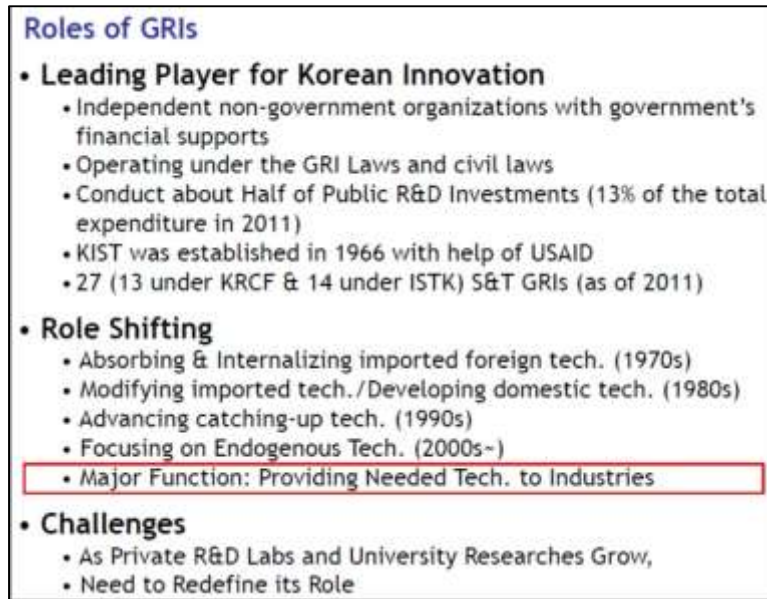 Roles of GRIs
• Leading Player for Korean Innovation
• Independent non-government organizations with government's
financial supports
• Operating under the GRI Laws and civil laws
• Conduct about Half of Public R&D Investments (13% of the total
expenditure in 2011)
• KIST was established in 1966 with help of USAID
• 27 (13 under KRCF & 14 under ISTK) S&T GRIs (as of 2011)
• Role Shifting
• Absorbing & Internalizing imported foreign tech. (1970s)
• Modifying imported tech./Developing domestic tech. (1980s)
• Advancing catching-up tech. (1990s)
• Focusing on Endogenous Tech. (2000s~)
• Major Function: Providing Needed Tech. to Industries
• Challenges
• As Private R&D Labs and University Researches Grow,
• Need to Redefine its Role